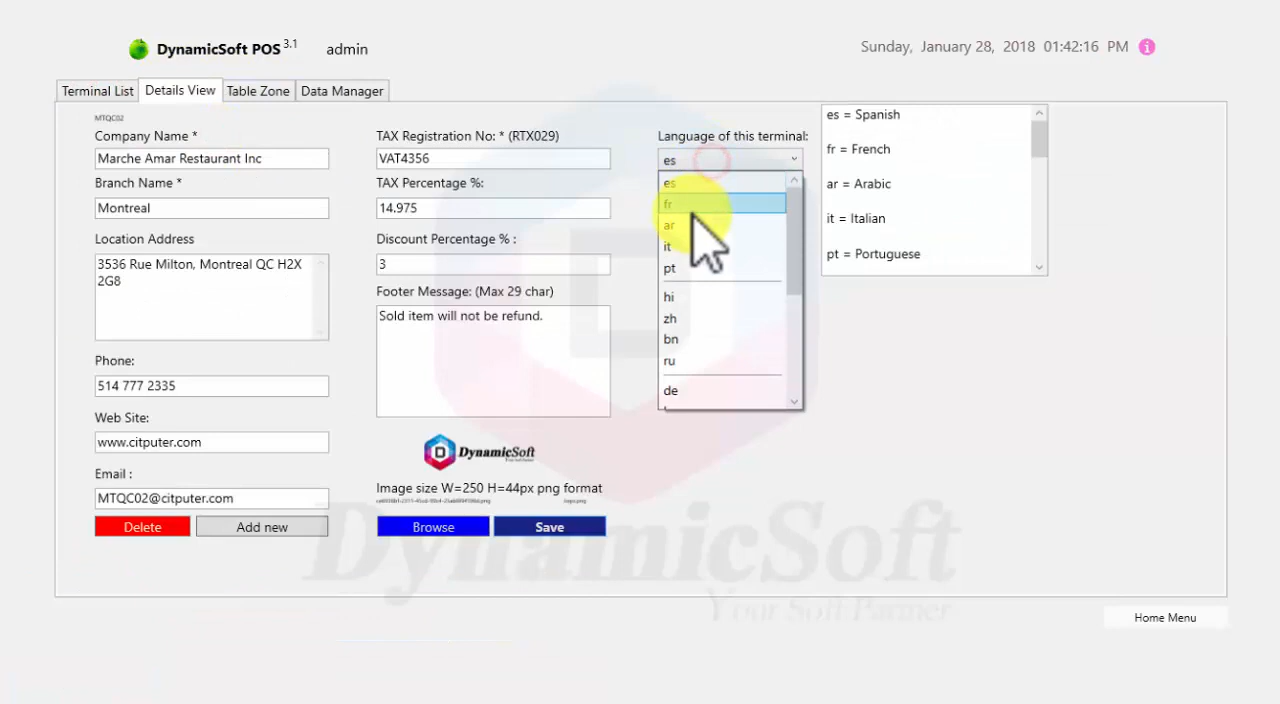 DynamicSoft POS 3.1
admin
Sunday, January 28, 2018 01:42:16 PM
Terminal List
Details View
Table Zone
Data Manager
MTQC02
Company Name *
Marche Amar Restaurant Inc
Branch Name *
Montreal
Location Address
3536 Rue Milton, Montreal QC H2X
2G8
Phone:
514 777 2335
Web Site:
www.citputer.com
Email :
MTQC02@citputer.com
Delete
Add new
TAX Registration No: * (RTX029)
VAT4356
TAX Percentage %:
14.975
Discount Percentage % :
3
Footer Message: (Max 29 char)
Sold item will not be refund.
DynamicSoft
Your Soft Partner
Image size W=250 H=44px png format
Browse
Save
Language of this terminal:
es
es
fr
ar
it
pt
hi
zh
bn
ru
de
es = Spanish
fr = French
ar = Arabic
it = Italian
pt = Portuguese
DynamicSoft
Your Soft Partner
Home Menu